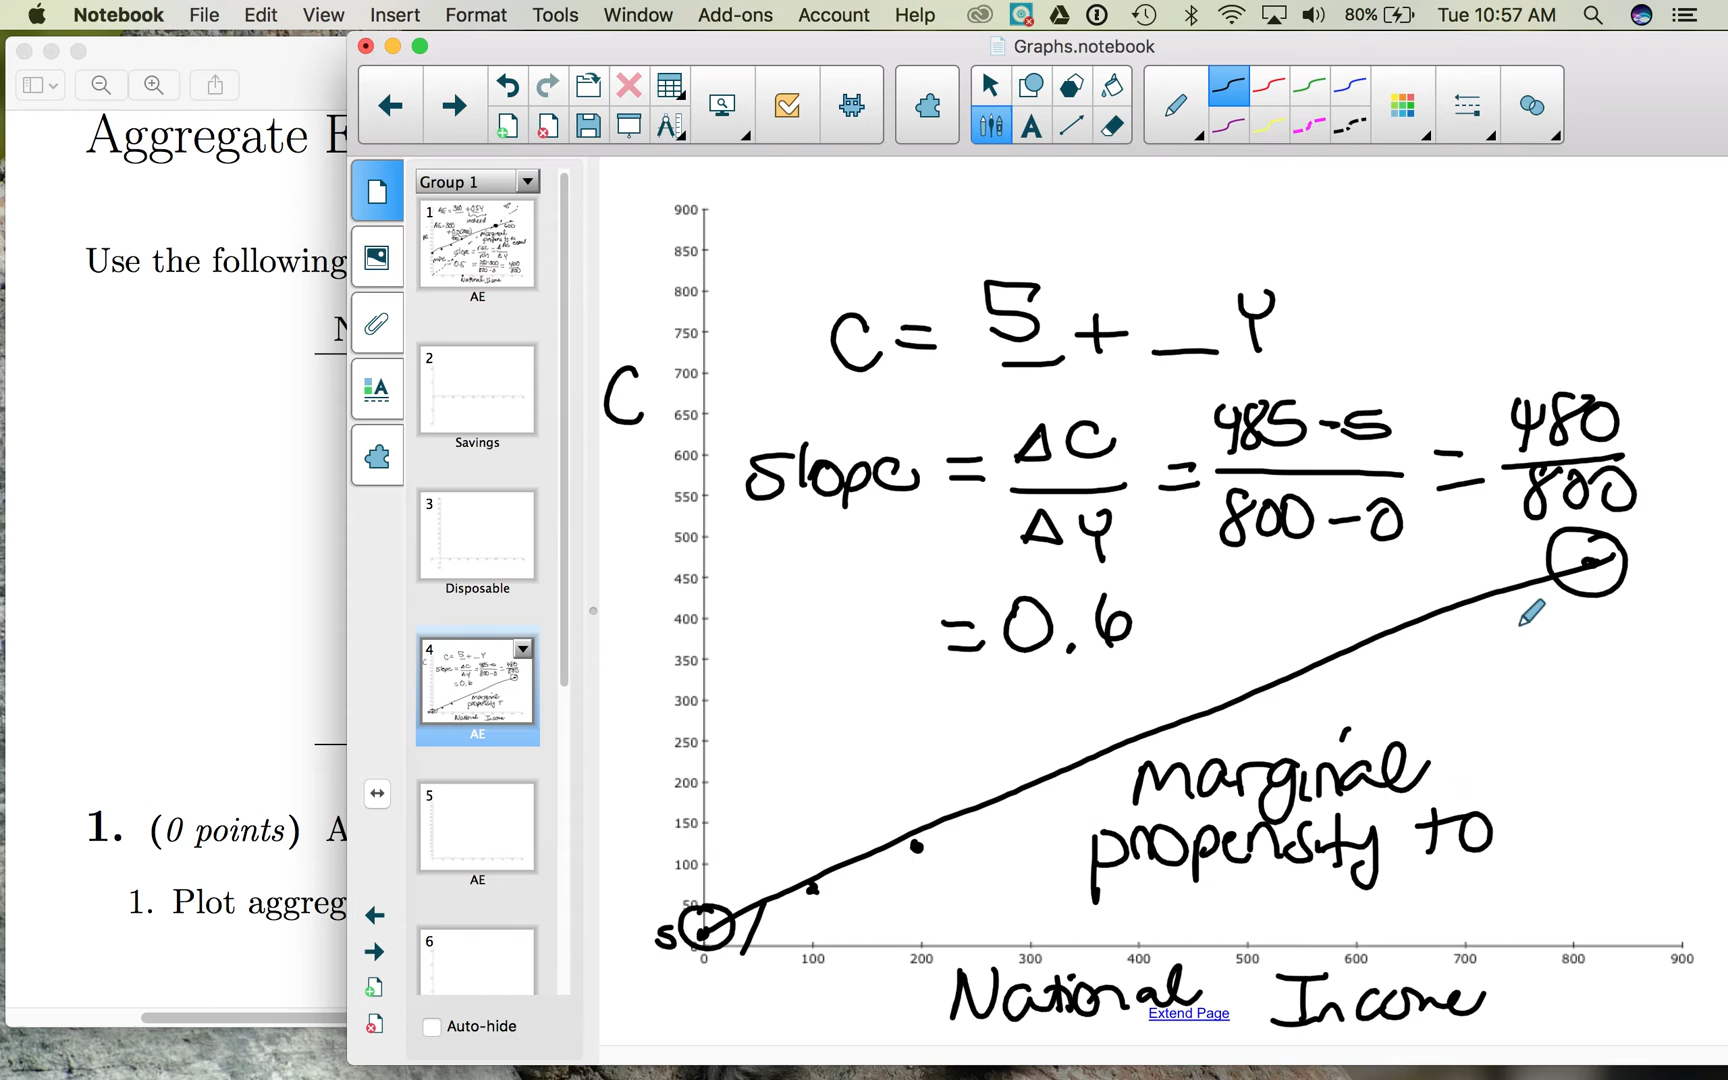 Notebook File Edit View Insert Format Tools Window Add-ons Account Help 80% Tue 10:57 AM
Graphs.notebook
Aggregate E
Use the following
N
1. (0 points) A
1. Plot aggreg
Group 1
1
AE
2
Savings
3
Disposable
4
AE
5
AE
6
Auto-hide
C = 5 + _ Y
C
slope = ΔC/ΔY = 485-5/800-0 = 480/800
= 0.6
marginal
propensity to
5
900
850
800
750
700
650
600
550
500
450
400
350
300
250
200
150
100
0 100 200 300 400 500 600 700 800 900
National Income
Extend Page